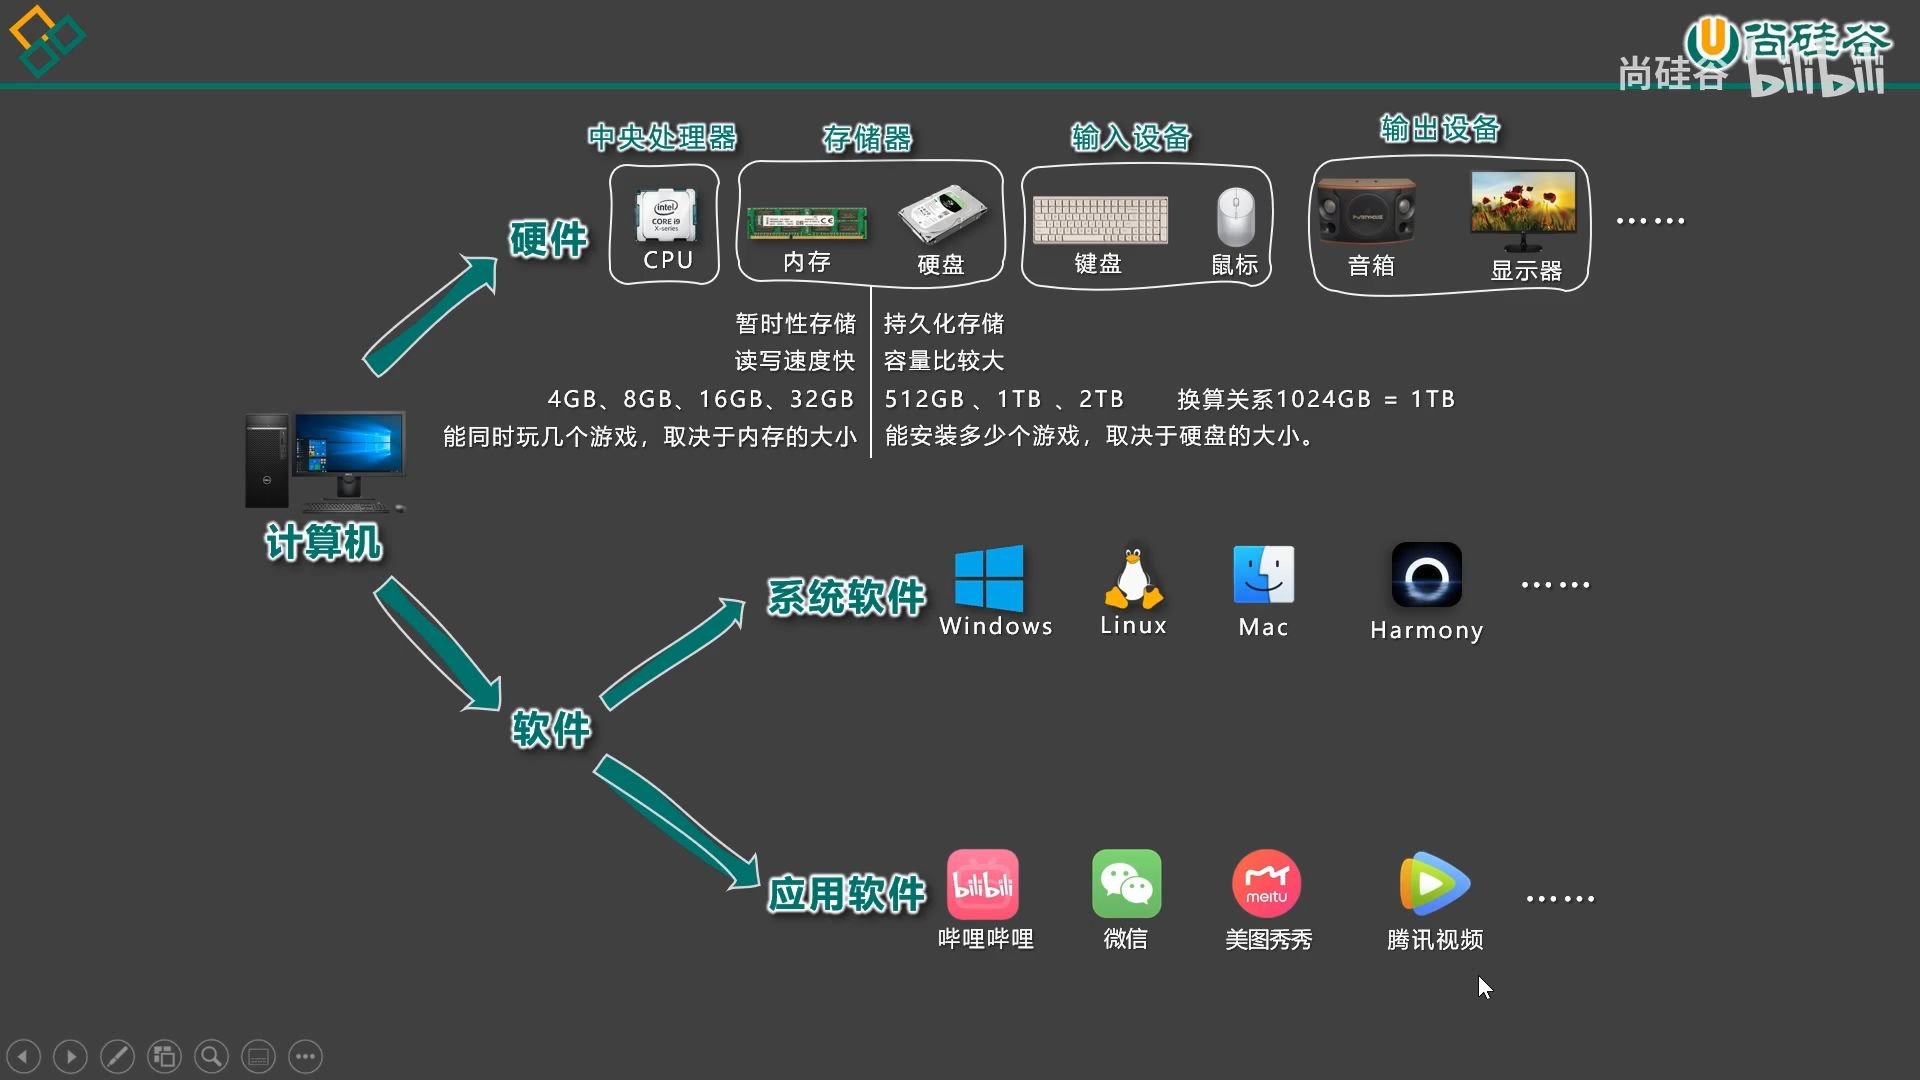 尚硅谷
尚硅谷 bilibili
中央处理器
存储器
输入设备
输出设备
硬件
intel
CORE i9
X-series
CPU
内存
硬盘
键盘
鼠标
音箱
显示器
……
暂时性存储
持久化存储
读写速度快
容量比较大
4GB、8GB、16GB、32GB
512GB 、1TB 、2TB
换算关系1024GB = 1TB
能同时玩几个游戏，取决于内存的大小
能安装多少个游戏，取决于硬盘的大小。
计算机
系统软件
Windows
Linux
Mac
Harmony
……
软件
应用软件
bilibili
哔哩哔哩
微信
meitu
美图秀秀
腾讯视频
……